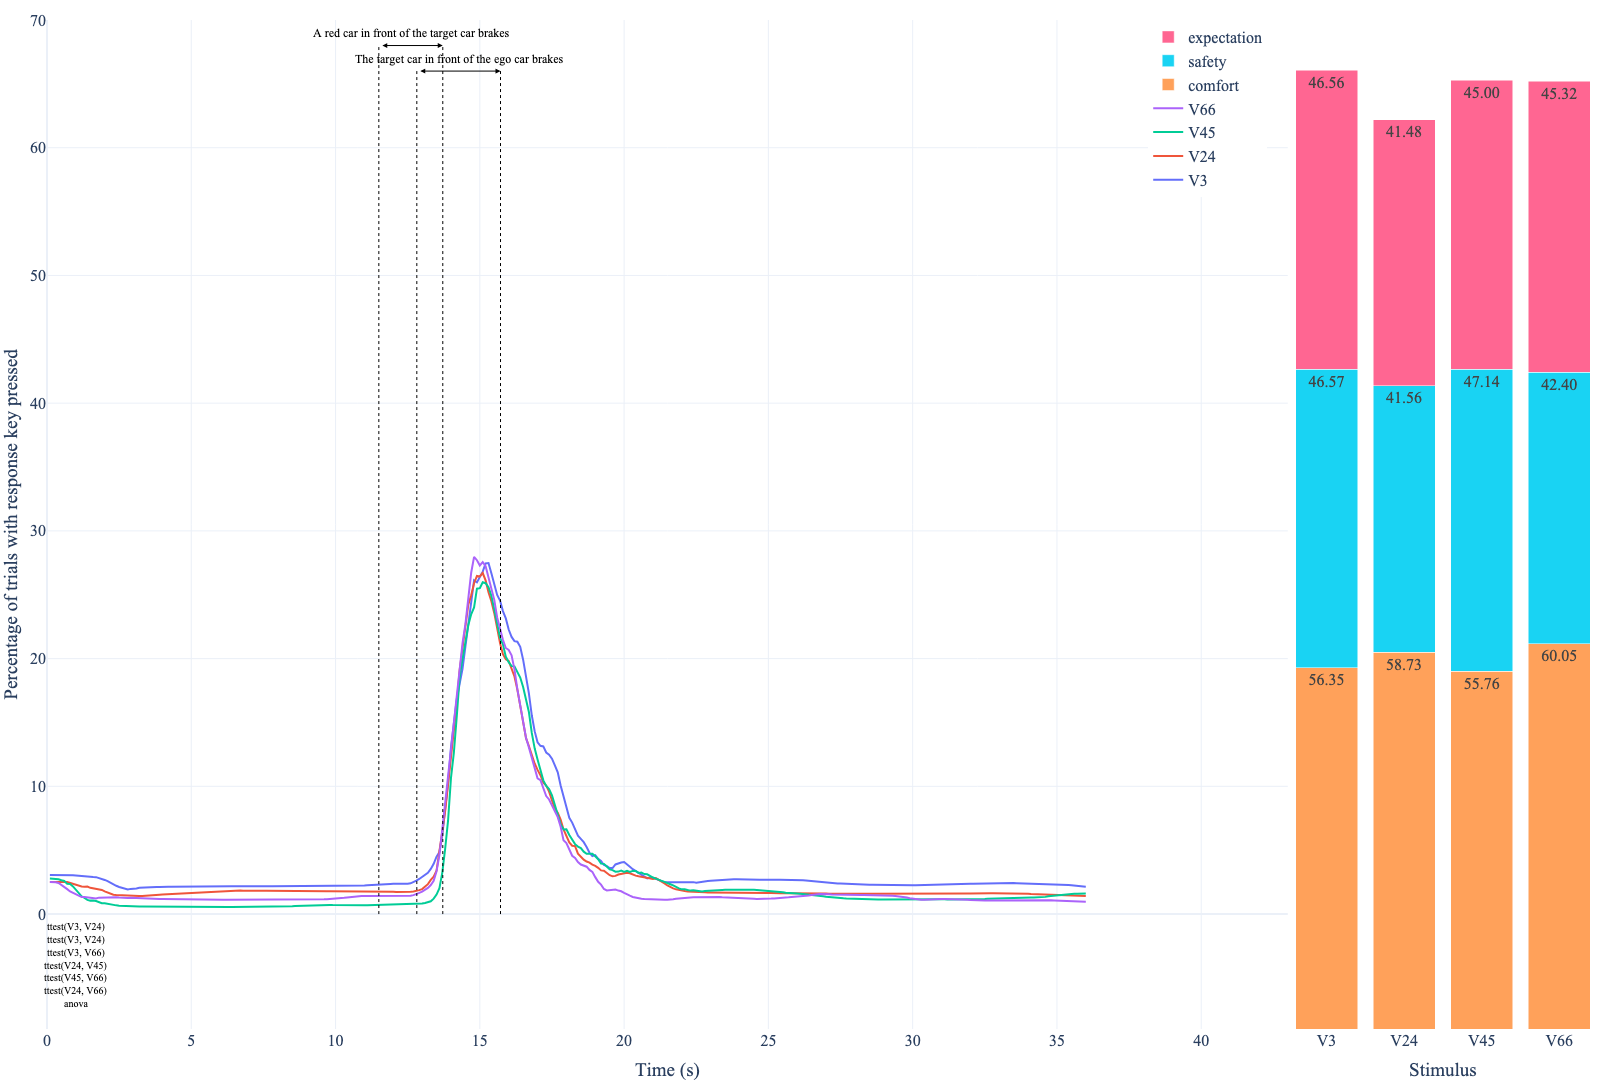 A red car in front of the target car brakes
The target car in front of the ego car brakes
expectation
safety
comfort
V66
V45
V24
V3
Percentage of trials with response key pressed
70
60
50
40
30
20
10
0
ttest(V3, V24)
ttest(V3, V24)
ttest(V3, V66)
ttest(V24, V45)
ttest(V45, V66)
ttest(V24, V66)
anova
0 5 10 15 20 25 30 35 40
Time (s)
46.56 41.48 45.00 45.32
46.57 41.56 47.14 42.40
56.35 58.73 55.76 60.05
V3 V24 V45 V66
Stimulus